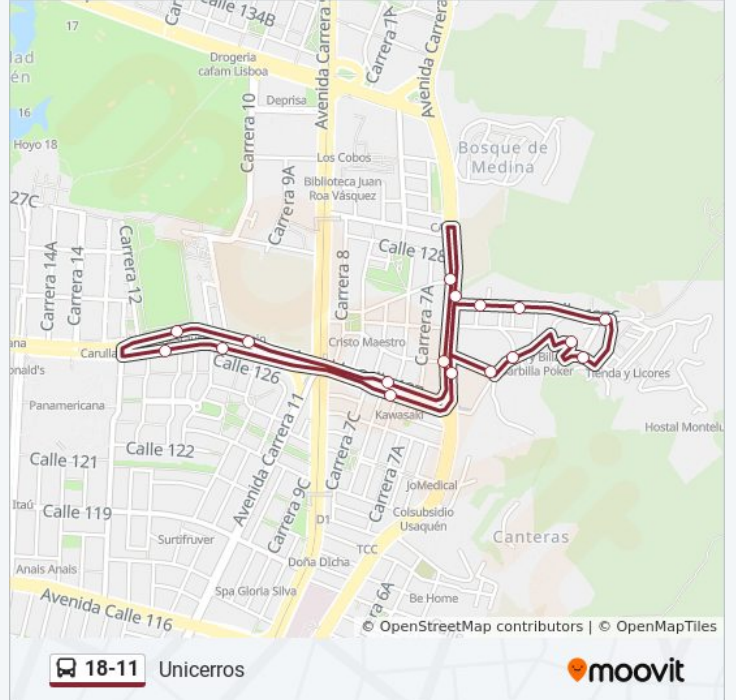 Calle 134B
17
Drogeria
cafam Lisboa
Carrera 7A
Avenida Carrera
Avenida Carrera
Deprisa
16
Hoyo 18
Carrera 10
Los Cobos
Biblioteca Juan
Roa Vásquez
Bosque de
Medina
27C
Carrera 9A
Carrera 14A
Carrera 14
Carrera 12
Carrera 8
Calle 128
Carrera 7A
Cristo Maestro
Carulla
Calle 126
Barbilla Poker
Tienda y Licores
Panamericana
Kawasaki
Hostal Montelu
Avenida Carrera 11
Carrera 7C
Calle 122
Calle 121
Carrera 7A
Carrera 9C
JoMedical
Itaú
Calle 119
D1
Colsubsidio
Usaquén
Surtifruver
Canteras
TCC
Doña DIcha
Anais Anais
Spa Gloria Silva
Be Home
Avenida Calle 116
© OpenStreetMap contributors | © OpenMapTiles
18-11 Unicerros
moovit